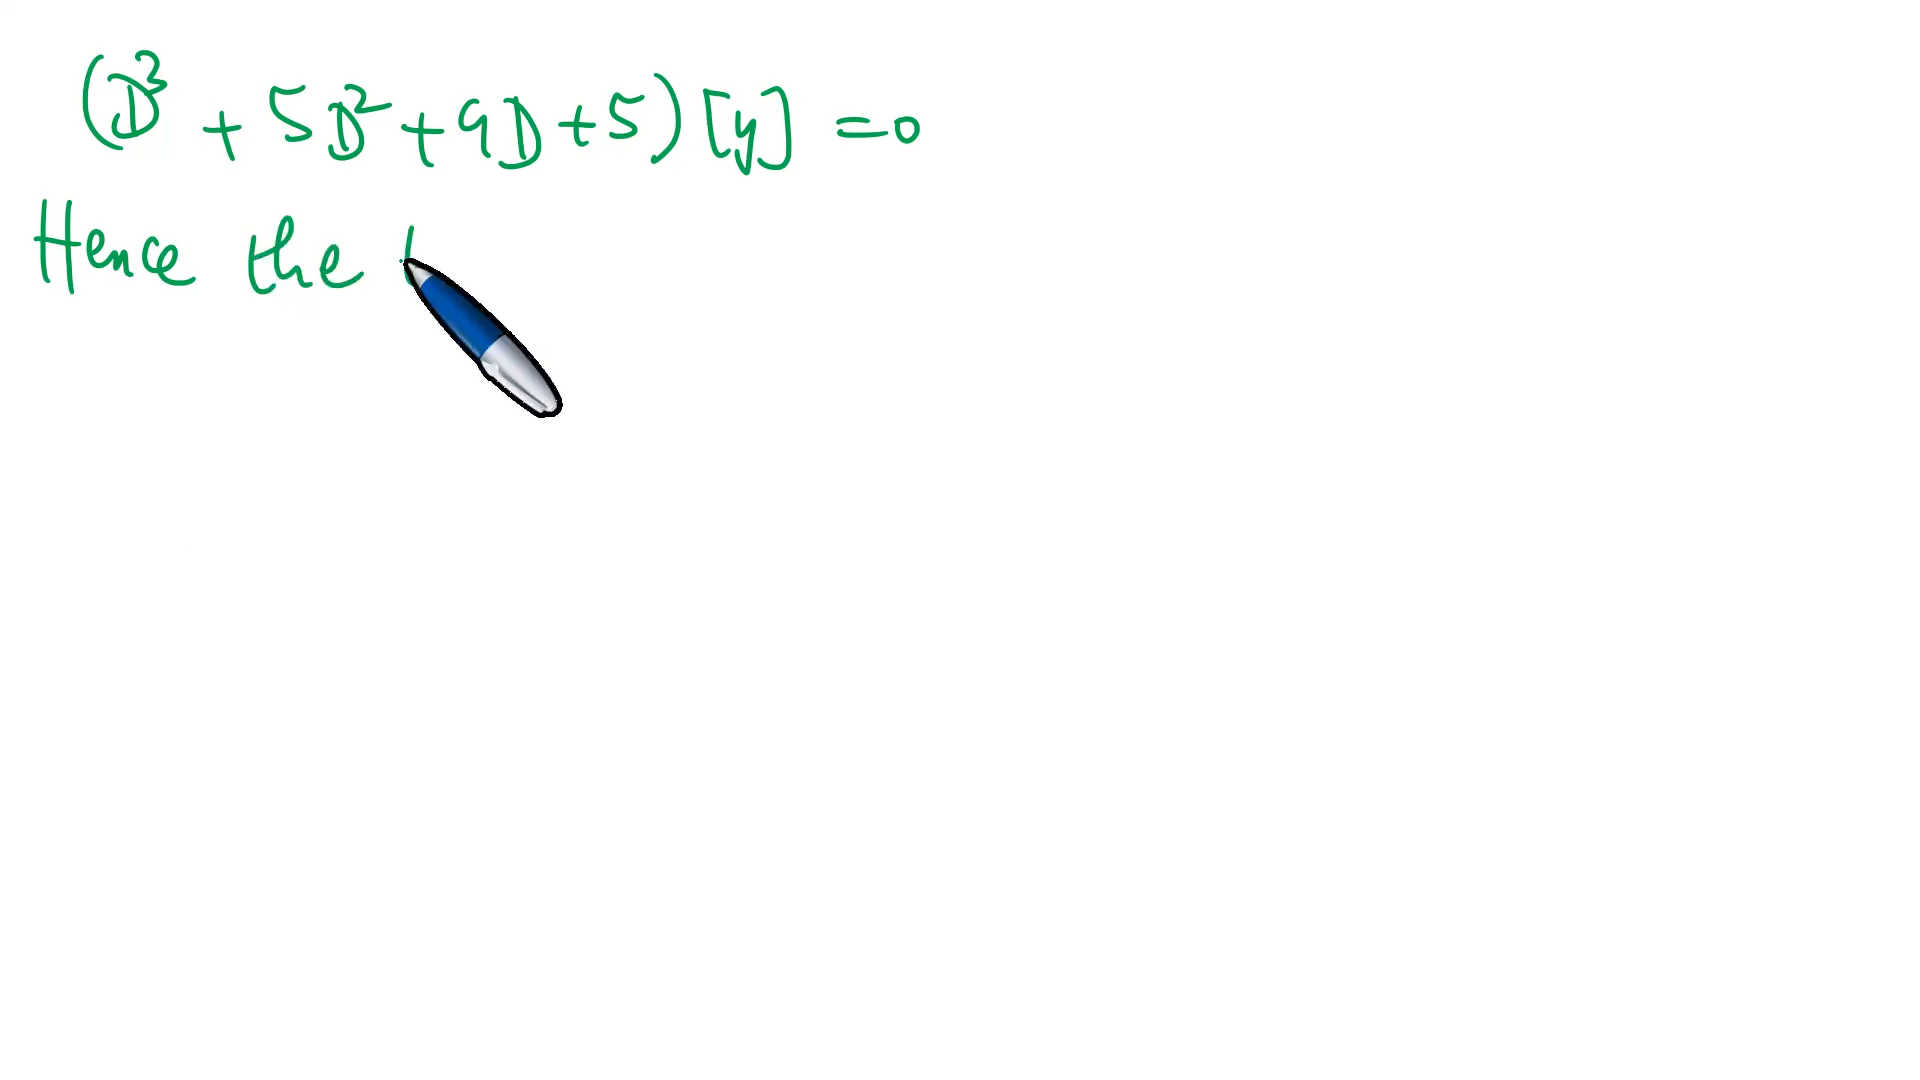 (D³ + 5D² + 9D + 5) [y] = 0
Hence the